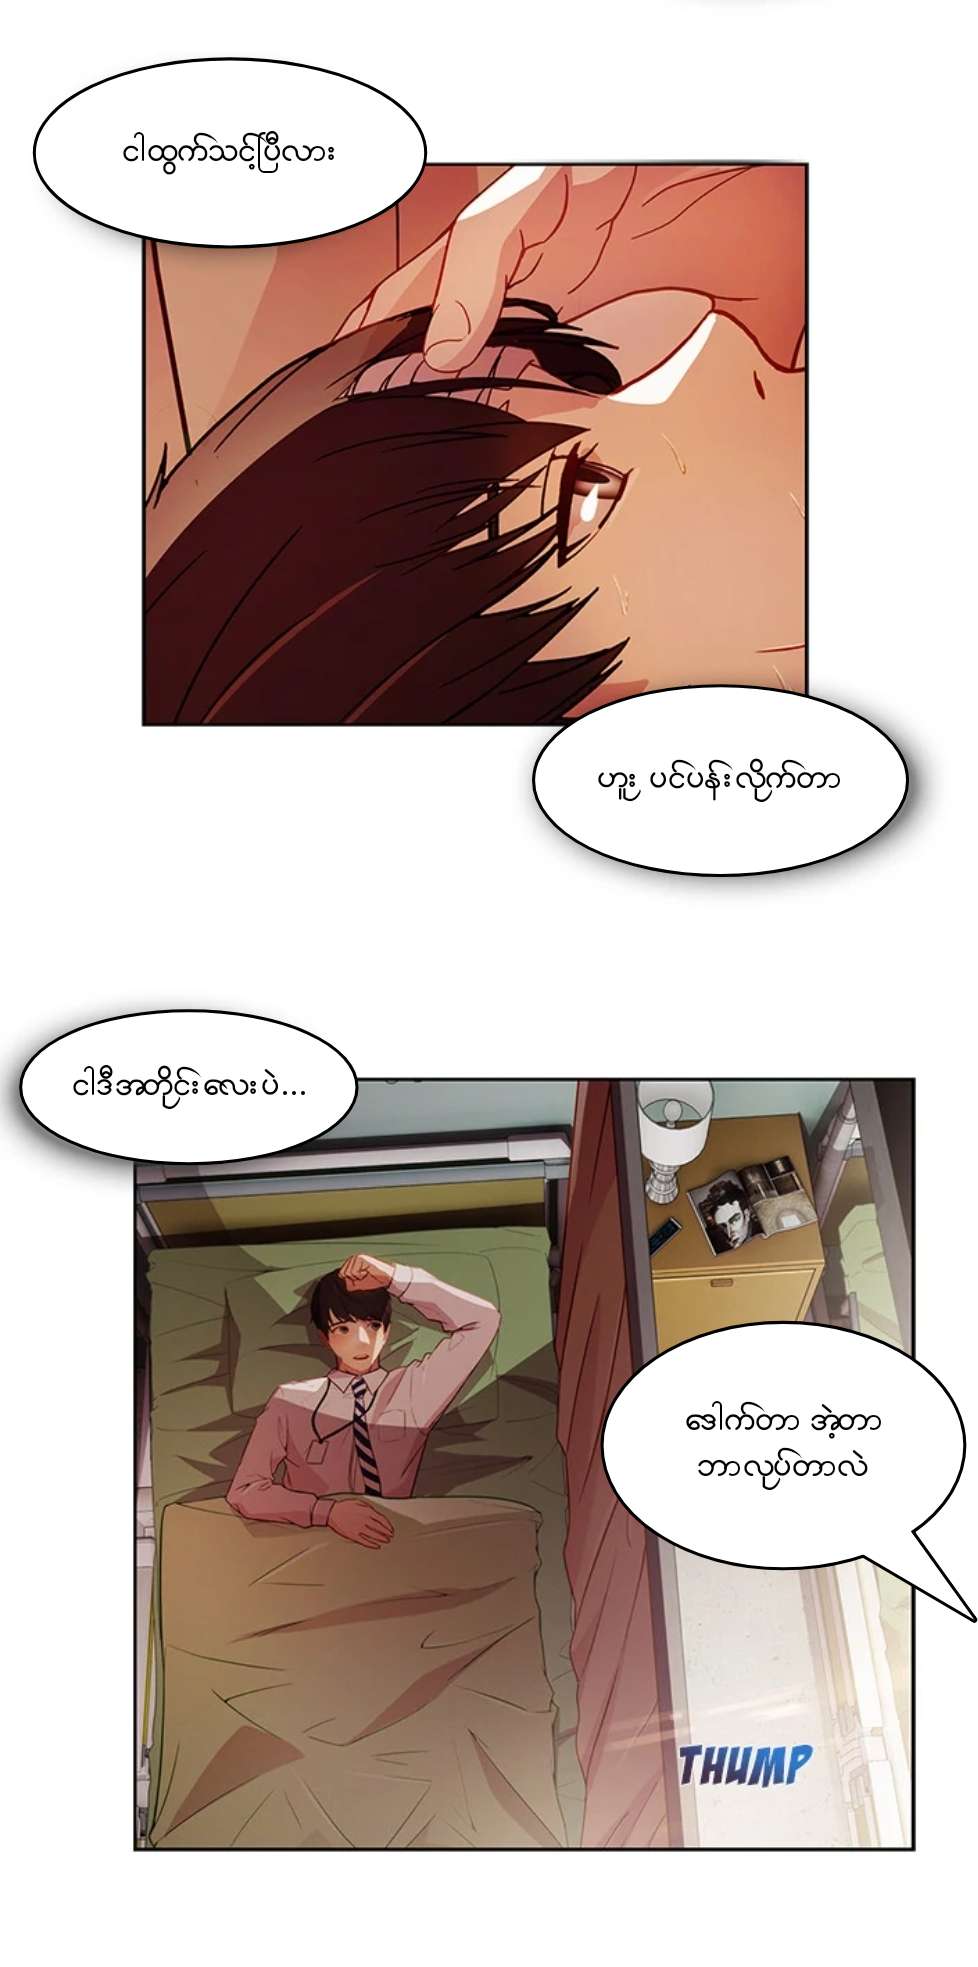 ငါထွက်သင့်ပြီလား
ဟူး ပင်ပန်းလိုက်တာ
ငါဒီအတိုင်းလေးပဲ...
ဒေါက်တာ အဲ့တာ
ဘာလုပ်တာလဲ
THUMP